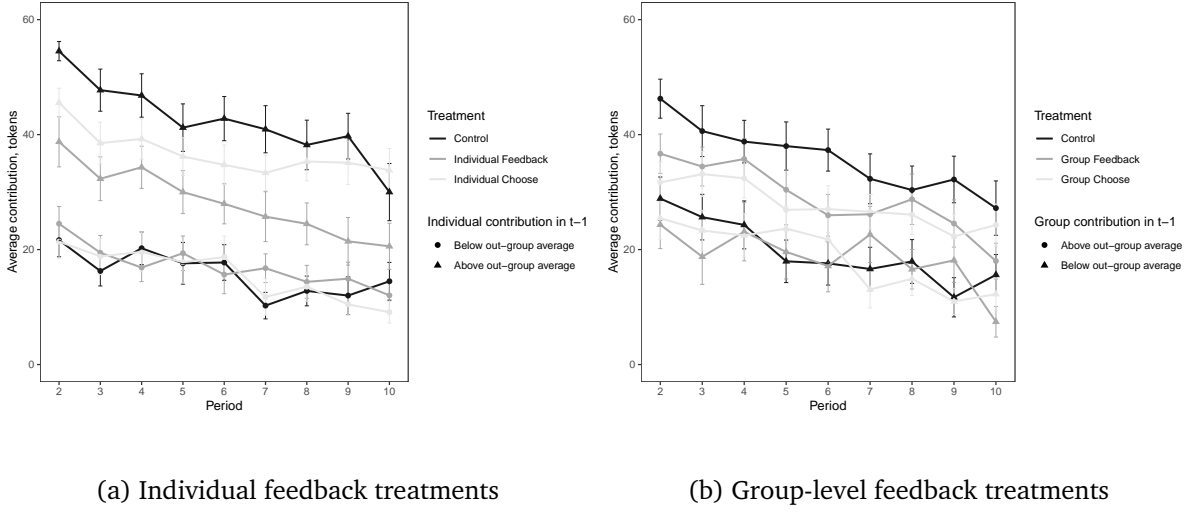 60
40
20
0
Average contribution, tokens
2 3 4 5 6 7 8 9 10
Period
Treatment
Control
Individual Feedback
Individual Choose
Individual contribution in t−1
Below out−group average
Above out−group average
(a) Individual feedback treatments
60
40
20
0
Average contribution, tokens
2 3 4 5 6 7 8 9 10
Period
Treatment
Control
Group Feedback
Group Choose
Group contribution in t−1
Above out−group average
Below out−group average
(b) Group-level feedback treatments